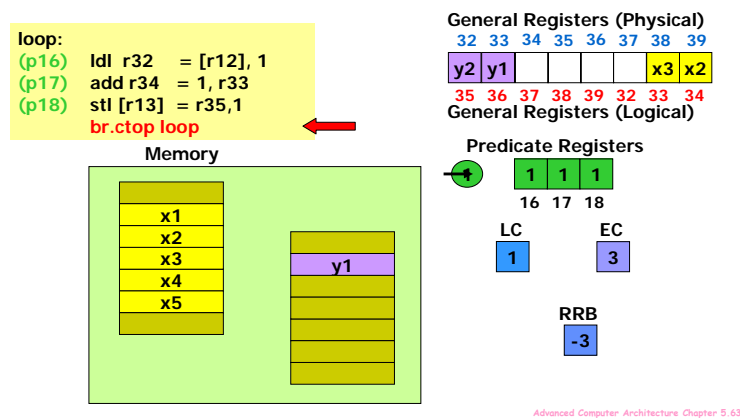 loop:
(p16) ldl r32 = [r12], 1
(p17) add r34 = 1, r33
(p18) stl [r13] = r35,1
br.ctop loop
General Registers (Physical)
32 33 34 35 36 37 38 39
y2 y1 x3 x2
35 36 37 38 39 32 33 34
General Registers (Logical)
Memory
x1
x2
x3
x4
x5
y1
Predicate Registers
1 1 1 1
16 17 18
LC EC
1 3
RRB
-3
Advanced Computer Architecture Chapter 5.63